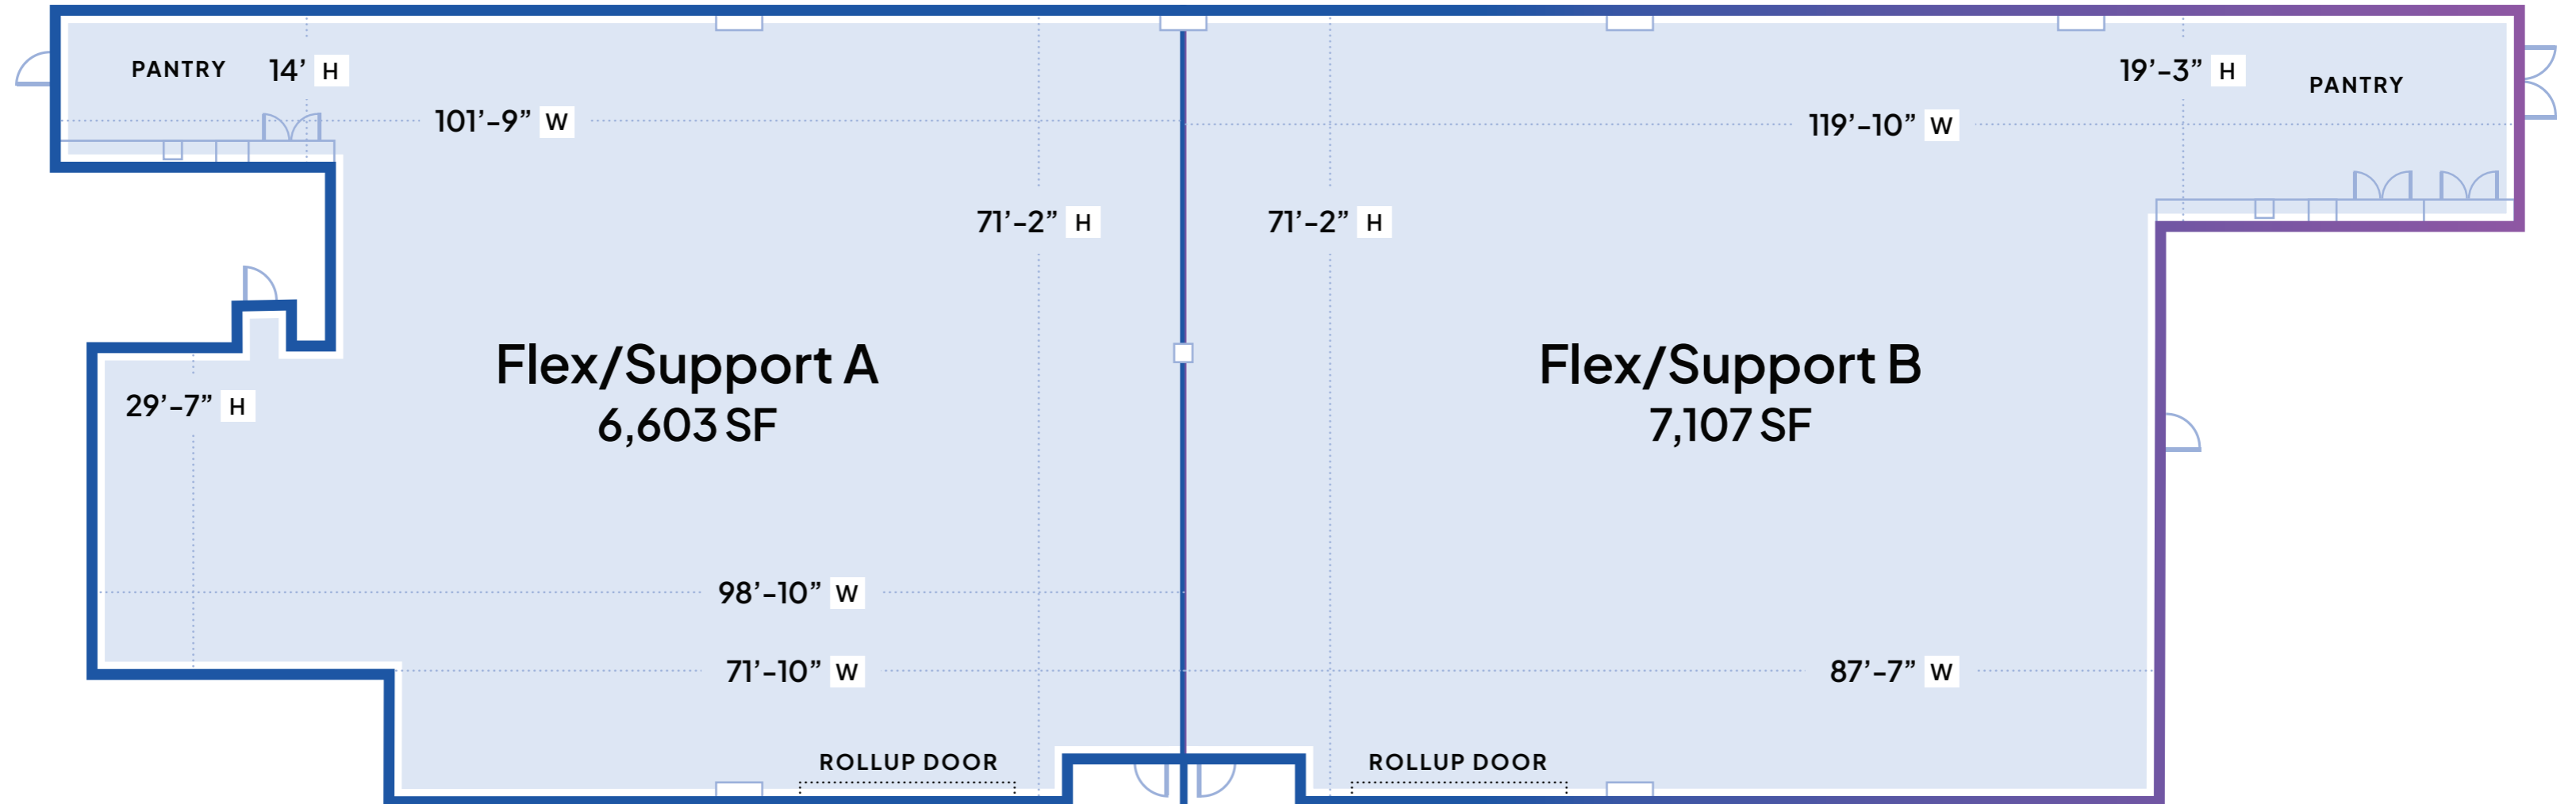 PANTRY 14’ H
19’-3” H
PANTRY
101’-9” W
119’-10” W
71’-2” H
71’-2” H
Flex/Support A
6,603 SF
Flex/Support B
7,107 SF
29’-7” H
98’-10” W
71’-10” W
87’-7” W
ROLLUP DOOR
ROLLUP DOOR